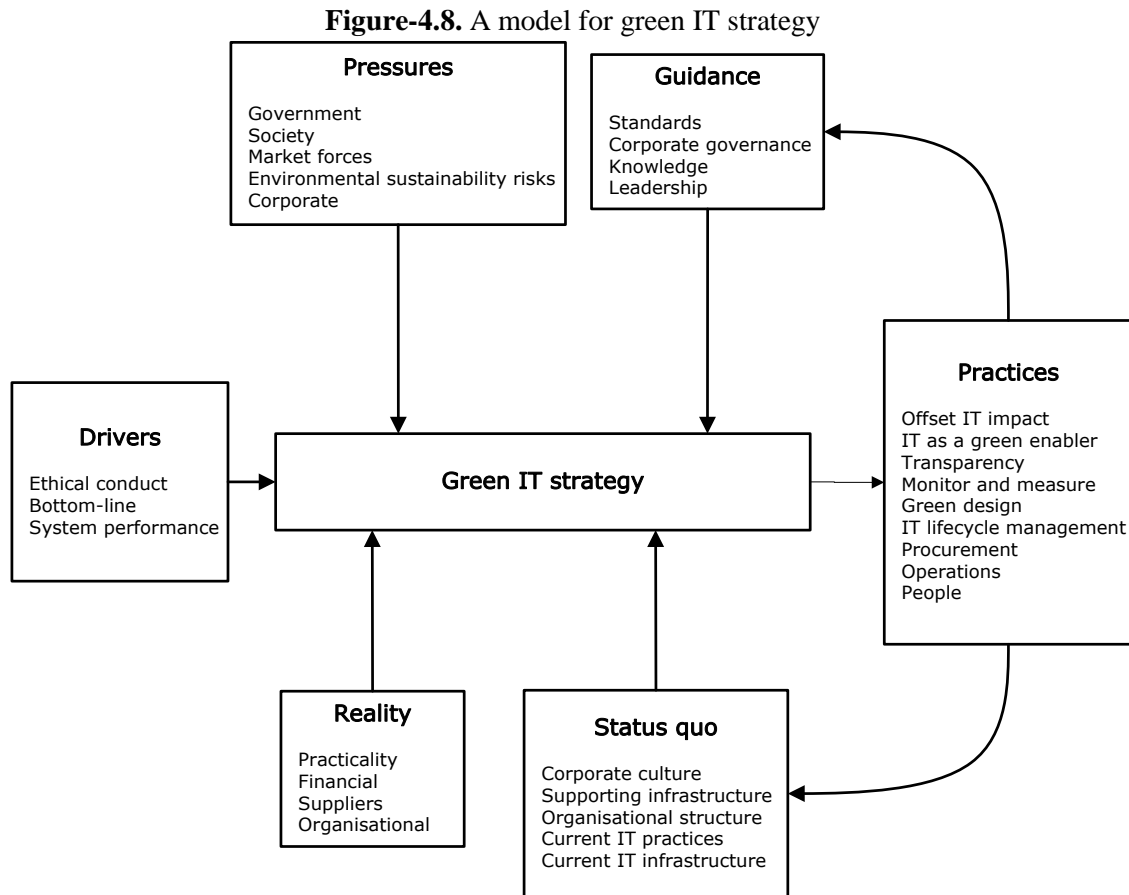 Figure-4.8. A model for green IT strategy
Pressures
Government
Society
Market forces
Environmental sustainability risks
Corporate
Guidance
Standards
Corporate governance
Knowledge
Leadership
Drivers
Ethical conduct
Bottom-line
System performance
Green IT strategy
Practices
Offset IT impact
IT as a green enabler
Transparency
Monitor and measure
Green design
IT lifecycle management
Procurement
Operations
People
Reality
Practicality
Financial
Suppliers
Organisational
Status quo
Corporate culture
Supporting infrastructure
Organisational structure
Current IT practices
Current IT infrastructure